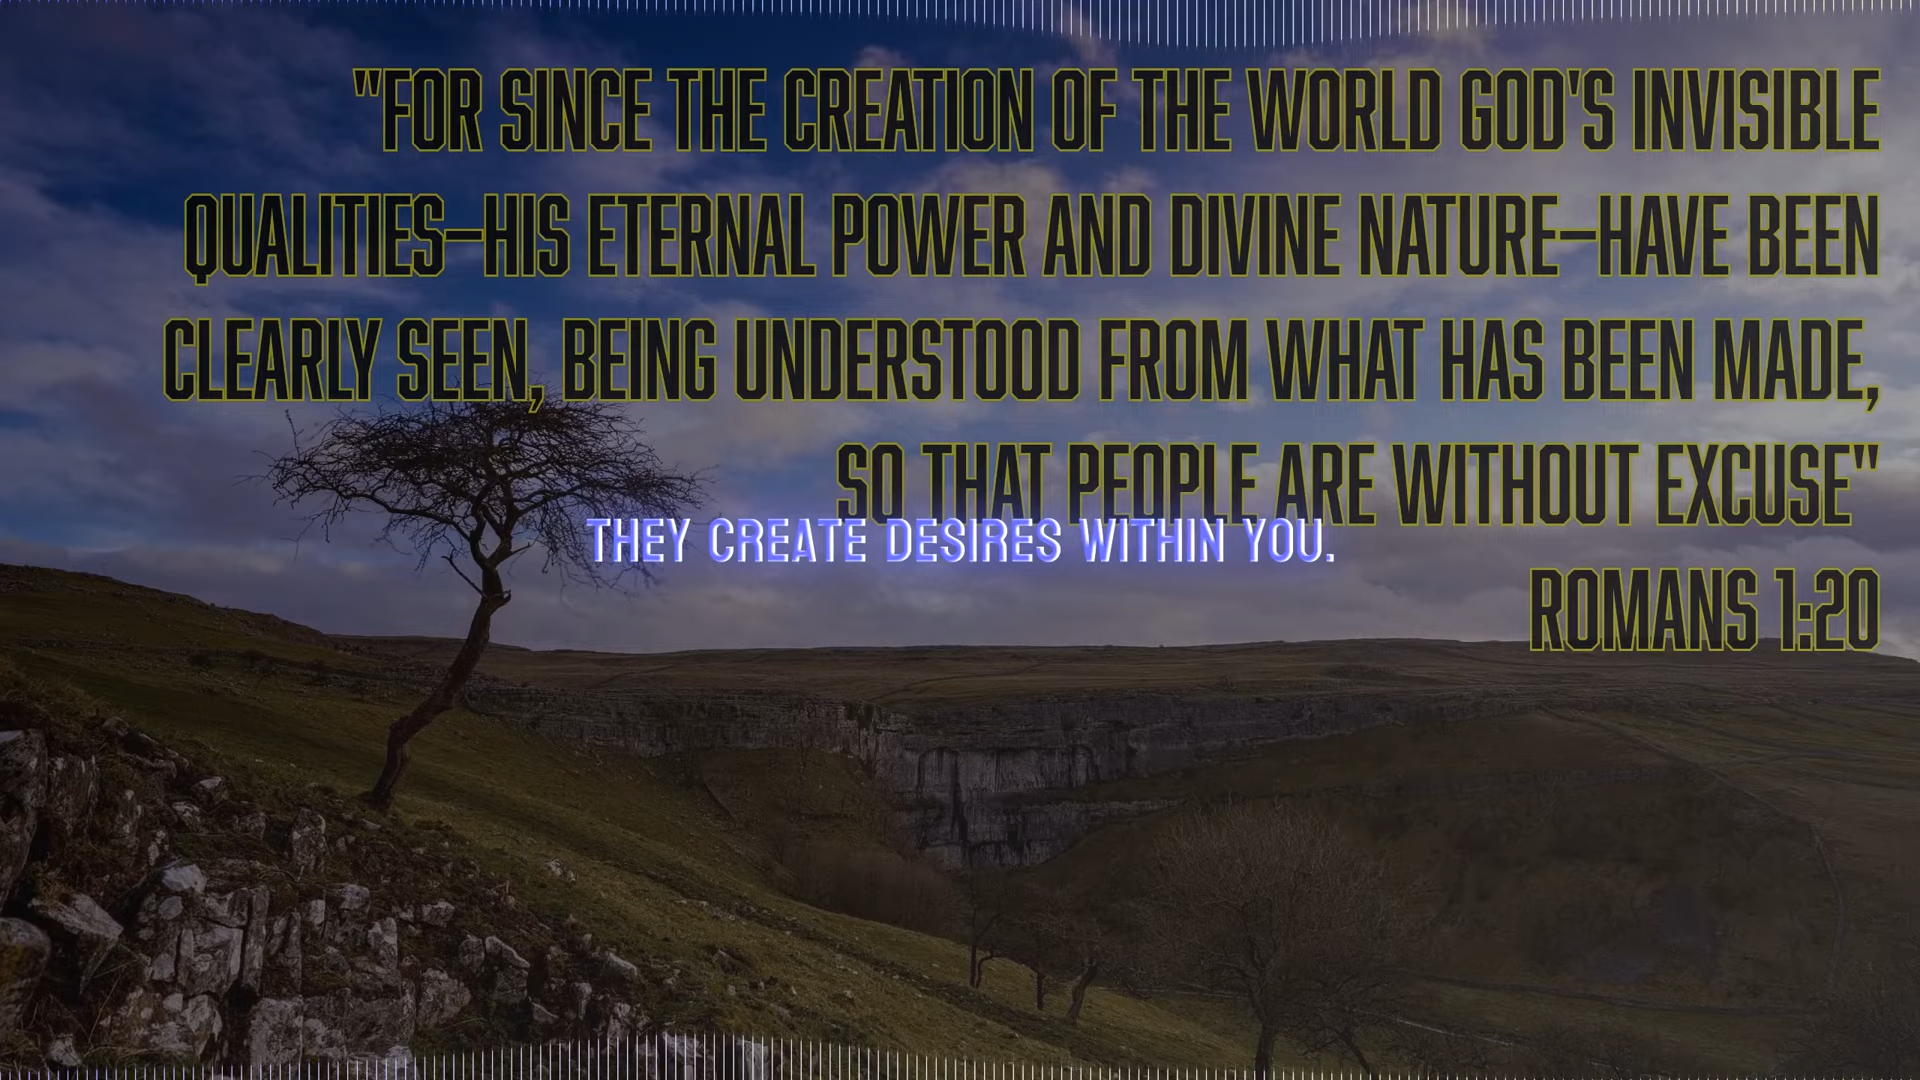 "FOR SINCE THE CREATION OF THE WORLD GOD'S INVISIBLE
QUALITIES—HIS ETERNAL POWER AND DIVINE NATURE—HAVE BEEN
CLEARLY SEEN, BEING UNDERSTOOD FROM WHAT HAS BEEN MADE,
SO THAT PEOPLE ARE WITHOUT EXCUSE"
THEY CREATE DESIRES WITHIN YOU.
ROMANS 1:20